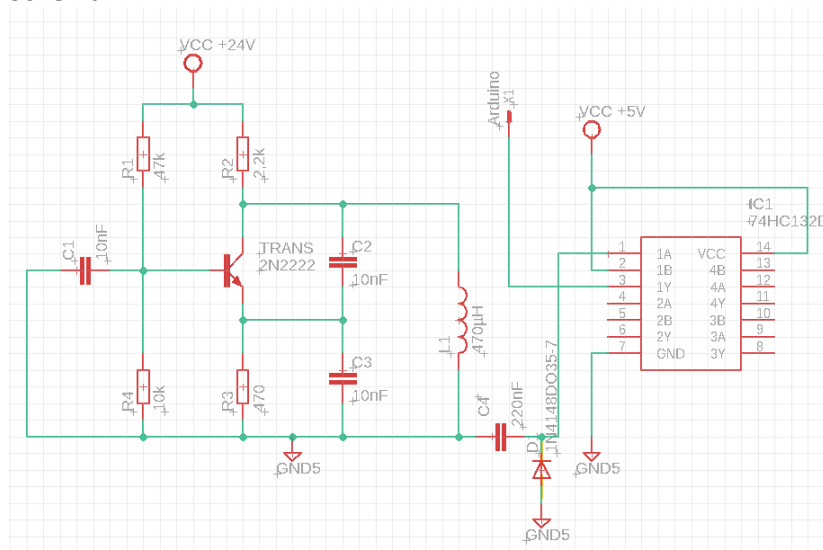 VCC +24V
Arduino
X1
VCC +5V
R1
47k
R2
2,2k
IC1
74HC132D
C1
10nF
TRANS
2N2222
C2
10nF
1 1A VCC 14
2 1B 4B 13
3 1Y 4A 12
4 2A 4Y 11
5 2B 3B 10
6 2Y 3A 9
7 GND 3Y 8
L1
470µH
R4
10k
R3
470
C3
10nF
C4
220nF
D
1N4148DO35-7
GND5
GND5
GND5